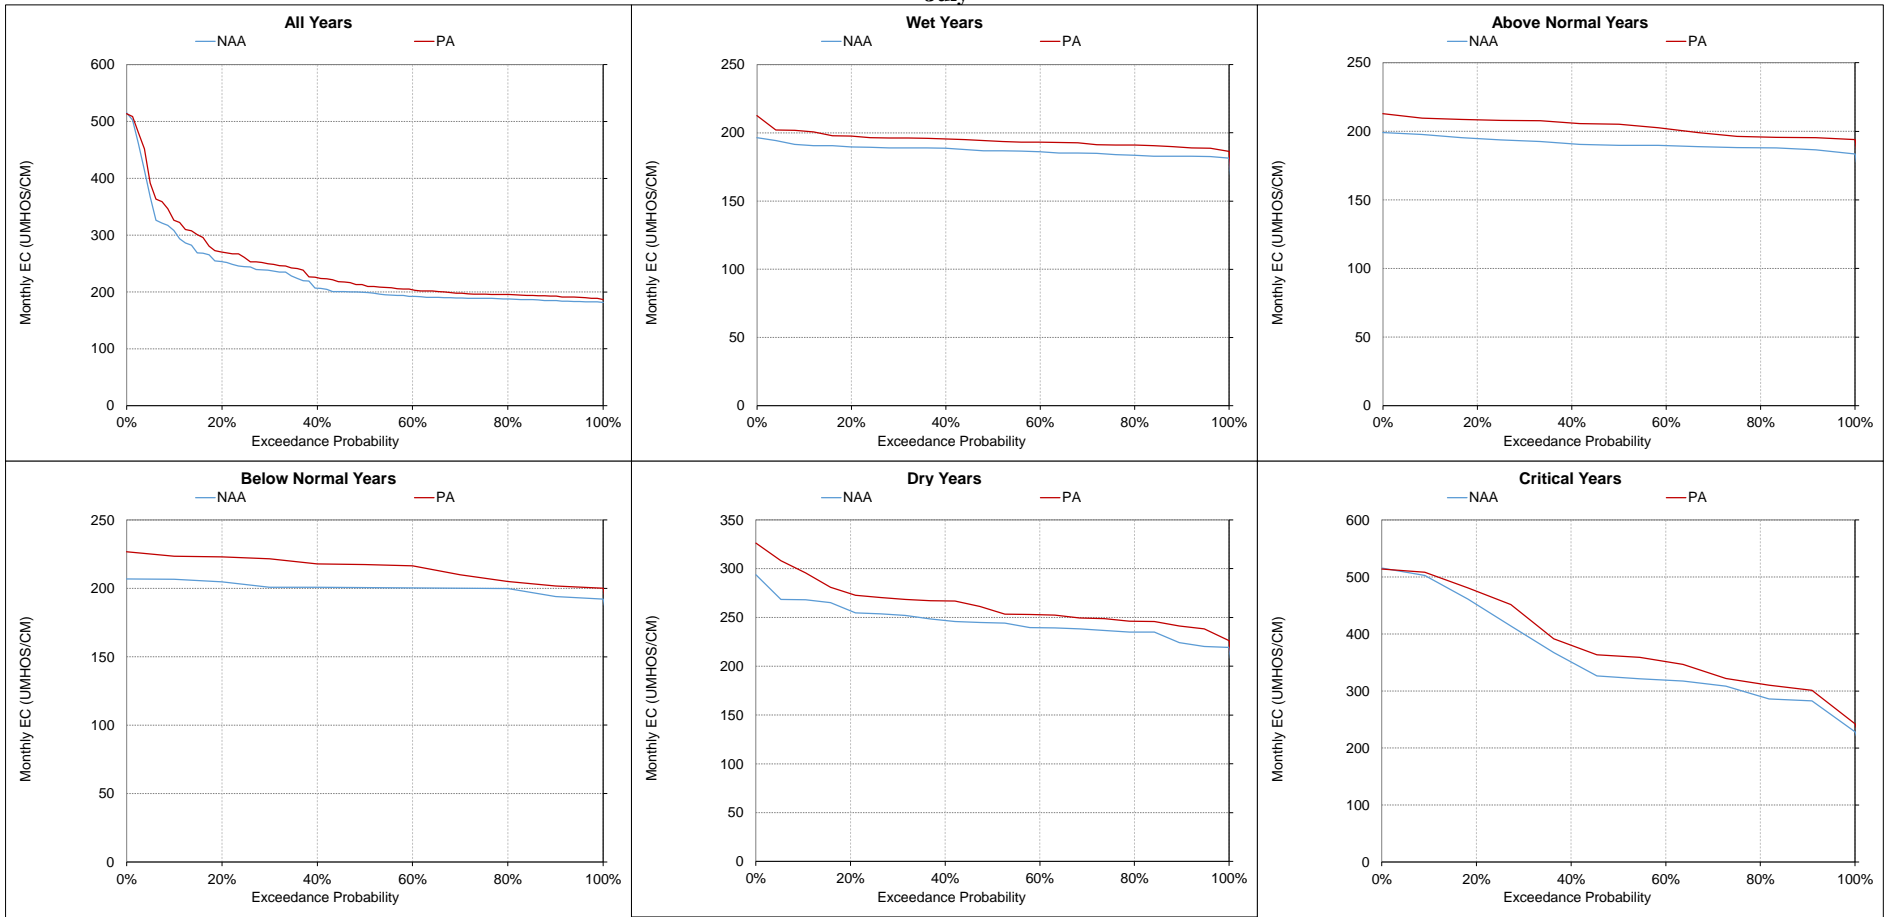 All Years
NAA PA
600
500
400
300
200
100
0
0% 20% 40% 60% 80% 100%
Monthly EC (UMHOS/CM)
Exceedance Probability
Wet Years
NAA PA
250
200
150
100
50
0
0% 20% 40% 60% 80% 100%
Monthly EC (UMHOS/CM)
Exceedance Probability
Above Normal Years
NAA PA
250
200
150
100
50
0
0% 20% 40% 60% 80% 100%
Monthly EC (UMHOS/CM)
Exceedance Probability
Below Normal Years
NAA PA
250
200
150
100
50
0
0% 20% 40% 60% 80% 100%
Monthly EC (UMHOS/CM)
Exceedance Probability
Dry Years
NAA PA
350
300
250
200
150
100
50
0
0% 20% 40% 60% 80% 100%
Monthly EC (UMHOS/CM)
Exceedance Probability
Critical Years
NAA PA
600
500
400
300
200
100
0
0% 20% 40% 60% 80% 100%
Monthly EC (UMHOS/CM)
Exceedance Probability